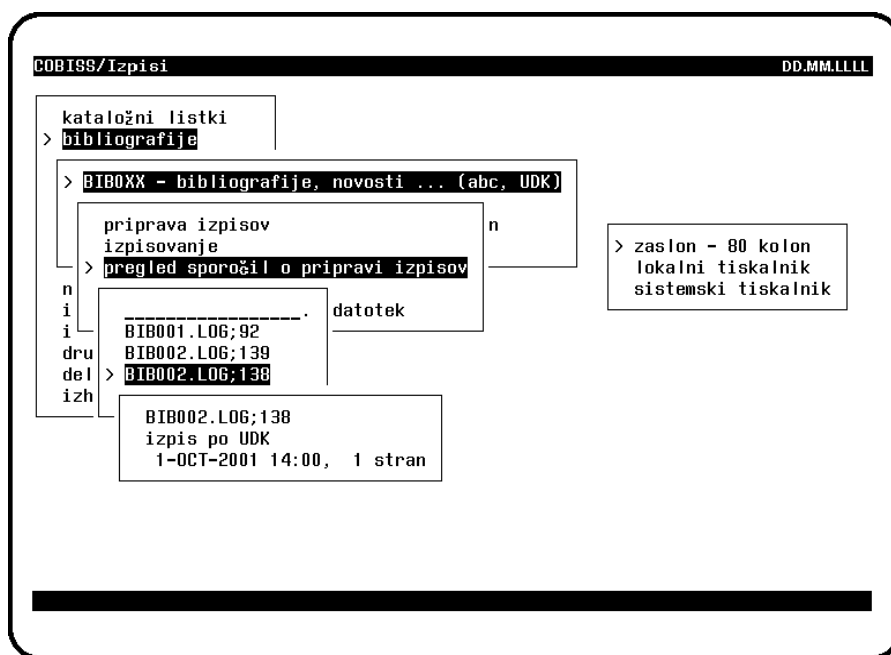 COBISS/Izpisi DD.MM.LLLL
kataložni listki
> bibliografije
> BIB0XX - bibliografije, novosti ... (abc, UDK)
priprava izpisov n
izpisovanje
> pregled sporočil o pripravi izpisov
> zaslon - 80 kolon
lokalni tiskalnik
sistemski tiskalnik
n
i _________________. datotek
i BIB001.LOG;92
dru BIB002.LOG;139
del > BIB002.LOG;138
izh
BIB002.LOG;138
izpis po UDK
1-OCT-2001 14:00, 1 stran